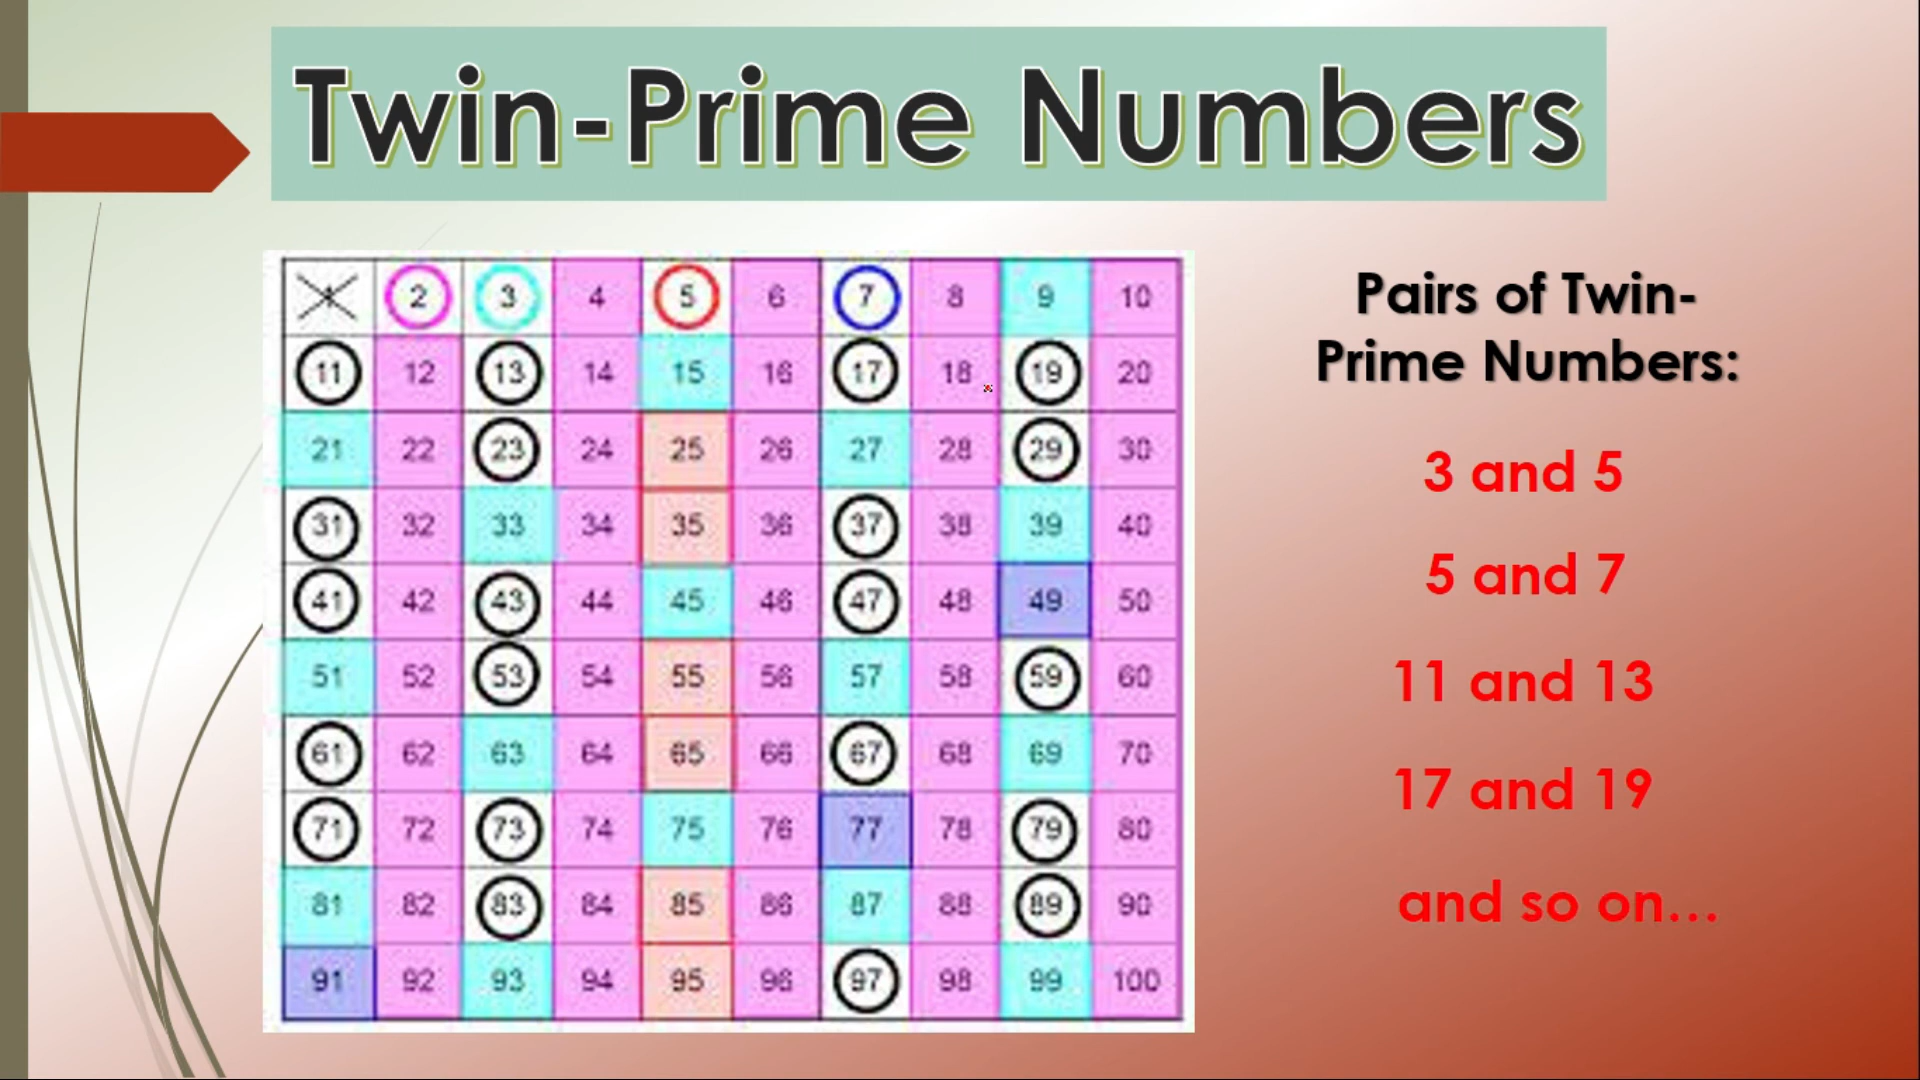 Twin-Prime Numbers
2 3 4 5 6 7 8 9 10
11 12 13 14 15 16 17 18 19 20
21 22 23 24 25 26 27 28 29 30
31 32 33 34 35 36 37 38 39 40
41 42 43 44 45 46 47 48 49 50
51 52 53 54 55 56 57 58 59 60
61 62 63 64 65 66 67 68 69 70
71 72 73 74 75 76 77 78 79 80
81 82 83 84 85 86 87 88 89 90
91 92 93 94 95 96 97 98 99 100
Pairs of Twin-
Prime Numbers:
3 and 5
5 and 7
11 and 13
17 and 19
and so on...